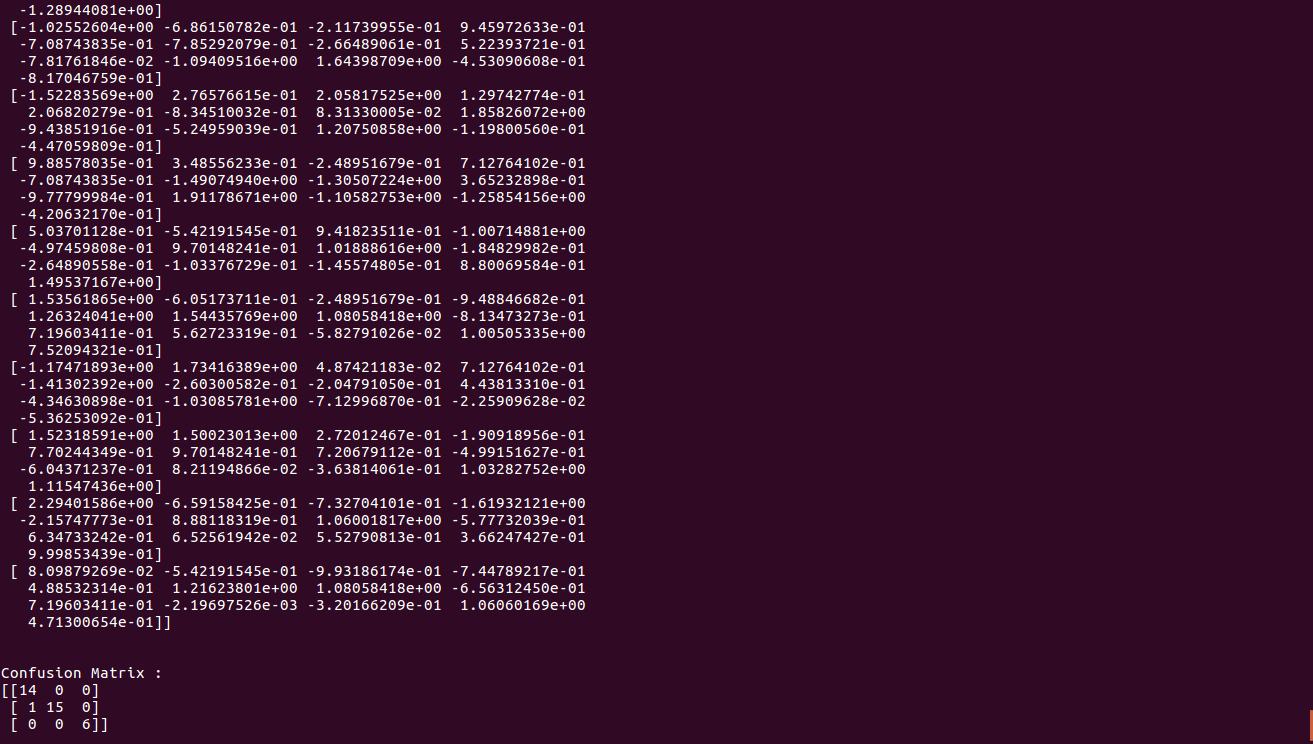 -1.28944081e+00]
[-1.02552604e+00 -6.86150782e-01 -2.11739955e-01  9.45972633e-01
-7.08743835e-01 -7.85292079e-01 -2.66489061e-01  5.22393721e-01
-7.81761846e-02 -1.09409516e+00  1.64398709e+00 -4.53090608e-01
-8.17046759e-01]
[-1.52283569e+00  2.76576615e-01  2.05817525e+00  1.29742774e-01
2.06820279e-01 -8.34510032e-01  8.31330005e-02  1.85826072e+00
-9.43851916e-01 -5.24959039e-01  1.20750858e+00 -1.19800560e-01
-4.47059809e-01]
[ 9.88578035e-01  3.48556233e-01 -2.48951679e-01  7.12764102e-01
-7.08743835e-01 -1.49074940e+00 -1.30507224e+00  3.65232898e-01
-9.77799984e-01  1.91178671e+00 -1.10582753e+00 -1.25854156e+00
-4.20632170e-01]
[ 5.03701128e-01 -5.42191545e-01  9.41823511e-01 -1.00714881e+00
-4.97459808e-01  9.70148241e-01  1.01888616e+00 -1.84829982e-01
-2.64890558e-01 -1.03376729e-01 -1.45574805e-01  8.80069584e-01
1.49537167e+00]
[ 1.53561865e+00 -6.05173711e-01 -2.48951679e-01 -9.48846682e-01
1.26324041e+00  1.54435769e+00  1.08058418e+00 -8.13473273e-01
7.19603411e-01  5.62723319e-01 -5.82791026e-02  1.00505335e+00
7.52094321e-01]
[-1.17471893e+00  1.73416389e+00  4.87421183e-02  7.12764102e-01
-1.41302392e+00 -2.60300582e-01 -2.04791050e-01  4.43813310e-01
-4.34630898e-01 -1.03085781e+00 -7.12996870e-01 -2.25909628e-02
-5.36253092e-01]
[ 1.52318591e+00  1.50023013e+00  2.72012467e-01 -1.90918956e-01
7.70244349e-01  9.70148241e-01  7.20679112e-01 -4.99151627e-01
-6.04371237e-01  8.21194866e-02 -3.63814061e-01  1.03282752e+00
1.11547436e+00]
[ 2.29401586e+00 -6.59158425e-01 -7.32704101e-01 -1.61932121e+00
-2.15747773e-01  8.88118319e-01  1.06001817e+00 -5.77732039e-01
6.34733242e-01  6.52561942e-02  5.52790813e-01  3.66247427e-01
9.99853439e-01]
[ 8.09879269e-02 -5.42191545e-01 -9.93186174e-01 -7.44789217e-01
4.88532314e-01  1.21623801e+00  1.08058418e+00 -6.56312450e-01
7.19603411e-01 -2.19697526e-03 -3.20166209e-01  1.06060169e+00
4.71300654e-01]]
Confusion Matrix :
[[14  0  0]
[ 1 15  0]
[ 0  0  6]]